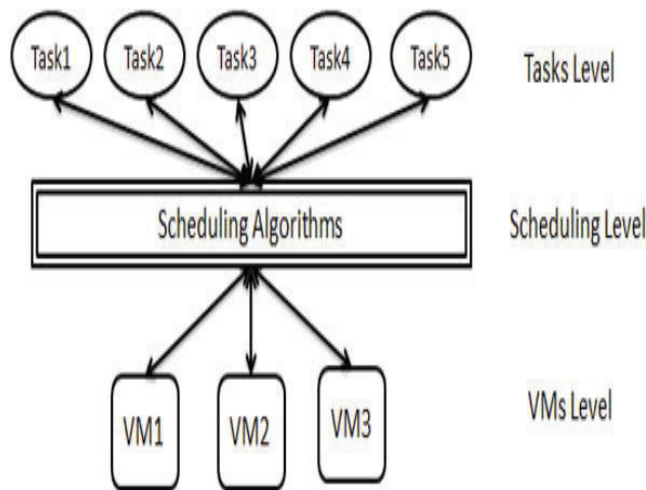 Task1 Task2 Task3 Task4 Task5 Tasks Level
Scheduling Algorithms Scheduling Level
VM1 VM2 VM3 VMs Level